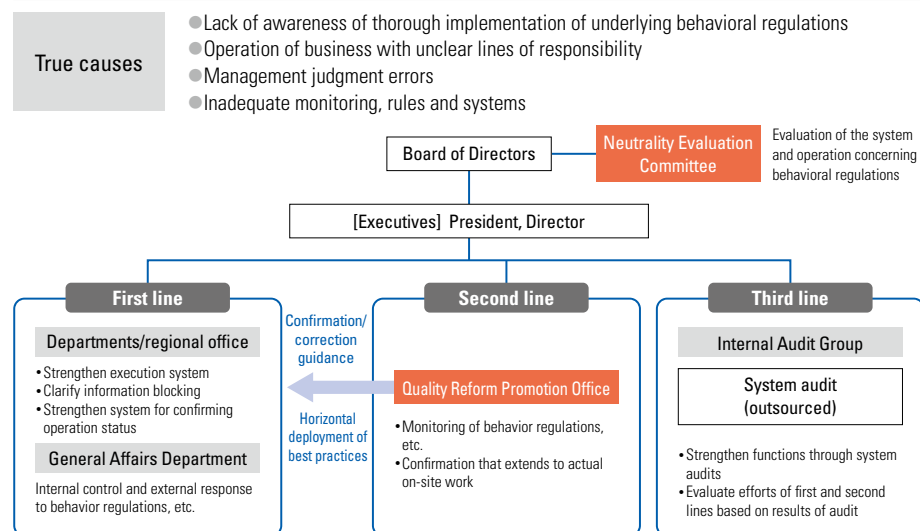 True causes
●Lack of awareness of thorough implementation of underlying behavioral regulations
●Operation of business with unclear lines of responsibility
●Management judgment errors
●Inadequate monitoring, rules and systems
Board of Directors
Neutrality Evaluation
Committee
Evaluation of the system
and operation concerning
behavioral regulations
[Executives] President, Director
First line
Departments/regional office
•Strengthen execution system
•Clarify information blocking
•Strengthen system for confirming
operation status
General Affairs Department
Internal control and external response
to behavior regulations, etc.
Confirmation/
correction
guidance
Horizontal
deployment of
best practices
Second line
Quality Reform Promotion Office
•Monitoring of behavior regulations,
etc.
•Confirmation that extends to actual
on-site work
Third line
Internal Audit Group
System audit
(outsourced)
•Strengthen functions through system
audits
•Evaluate efforts of first and second
lines based on results of audit